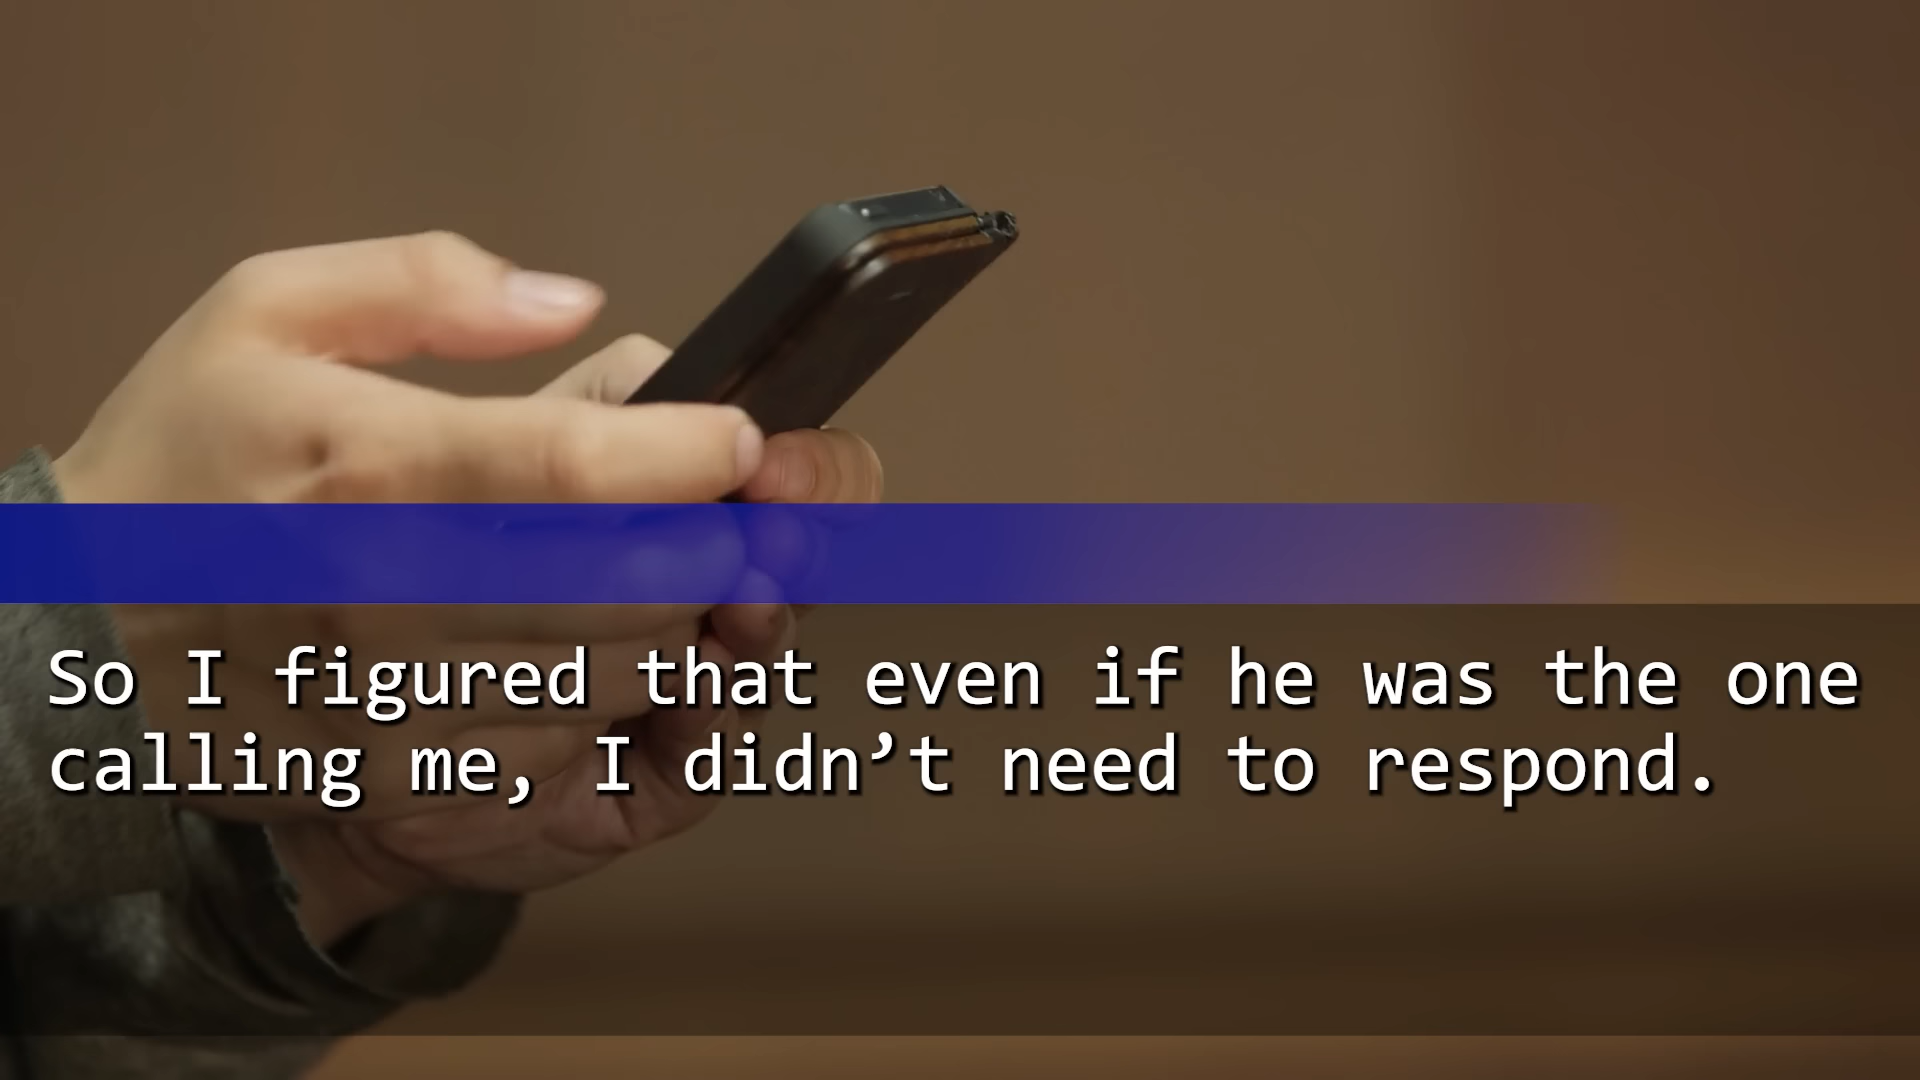 So I figured that even if he was the one
calling me, I didn’t need to respond.